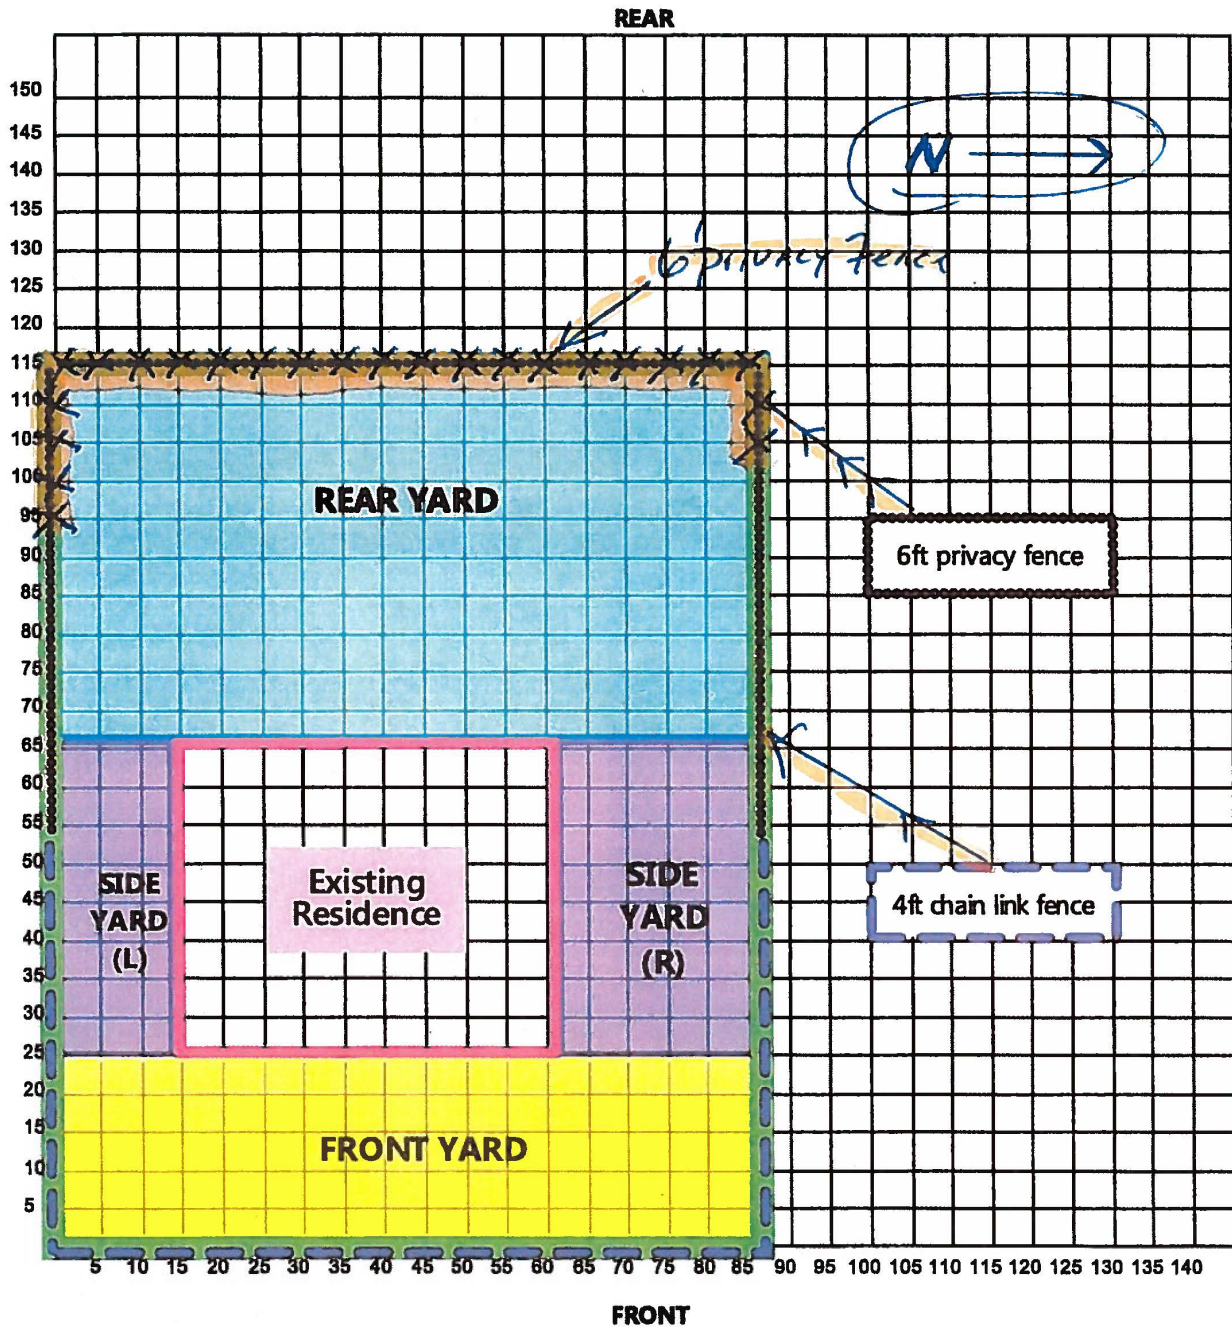 REAR
150
145
140
135
130
125
120
115
110
105
100
95
90
85
80
75
70
65
60
55
50
45
40
35
30
25
20
15
10
5
N
6' privacy fence
REAR YARD
6ft privacy fence
SIDE
YARD
(L)
Existing
Residence
SIDE
YARD
(R)
4ft chain link fence
FRONT YARD
5 10 15 20 25 30 35 40 45 50 55 60 65 70 75 80 85 90 95 100 105 110 115 120 125 130 135 140
FRONT